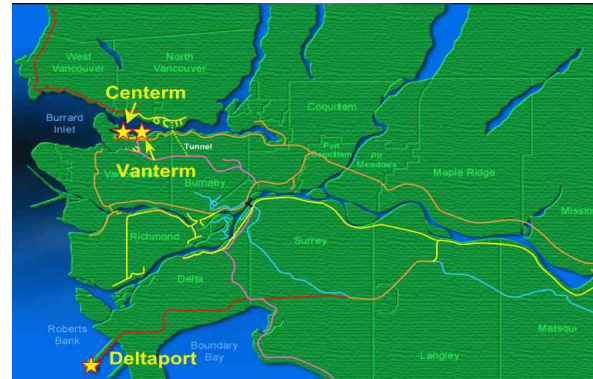 West
Vancouver
North
Vancouver
Centerm
Burrard
Inlet
Coquitlam
Tunnel
Port
Coquitlam
Pit
Meadows
Vanterm
Maple Ridge
Burnaby
Richmond
Surrey
Delta
Roberts
Bank
Boundary
Bay
Deltaport
Langley
Matsqui